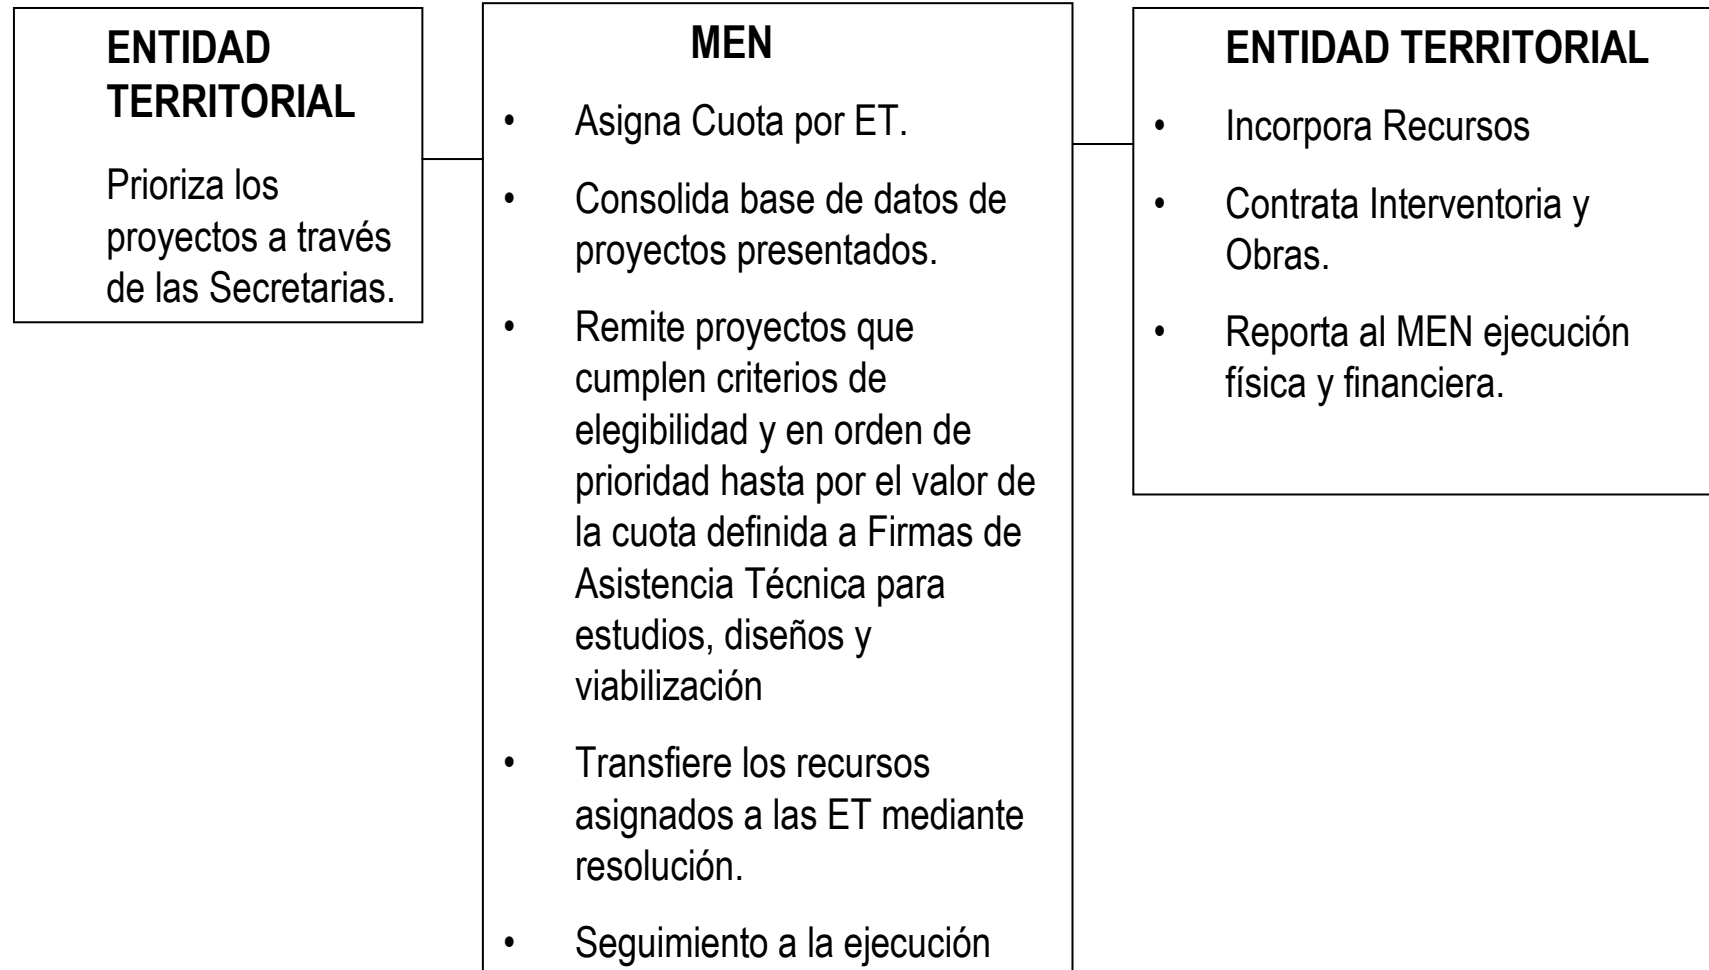 ENTIDAD
TERRITORIAL
Prioriza los
proyectos a través
de las Secretarias.
MEN
• Asigna Cuota por ET.
• Consolida base de datos de
proyectos presentados.
• Remite proyectos que
cumplen criterios de
elegibilidad y en orden de
prioridad hasta por el valor de
la cuota definida a Firmas de
Asistencia Técnica para
estudios, diseños y
viabilización
• Transfiere los recursos
asignados a las ET mediante
resolución.
• Seguimiento a la ejecución
ENTIDAD TERRITORIAL
• Incorpora Recursos
• Contrata Interventoria y
Obras.
• Reporta al MEN ejecución
física y financiera.